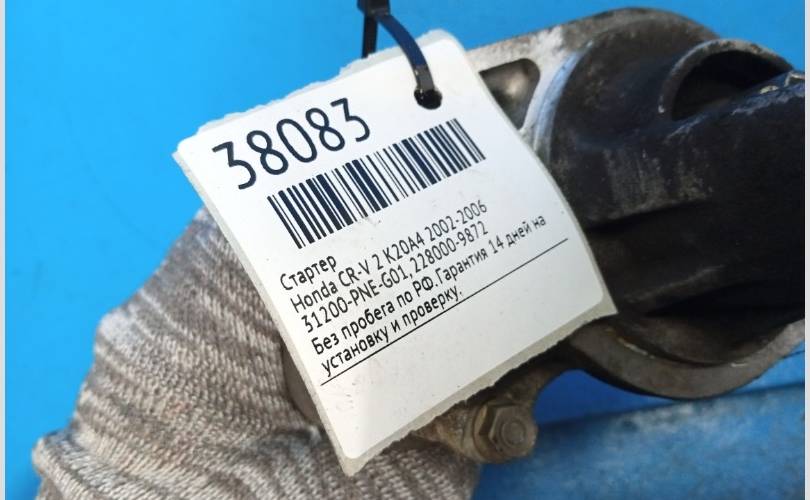 38083
Стартер
Honda CR-V 2 K20A4 2002-2006
31200-PNE-G01, 228000-9872
Без пробега по РФ.Гарантия 14 дней на
установку и проверку.